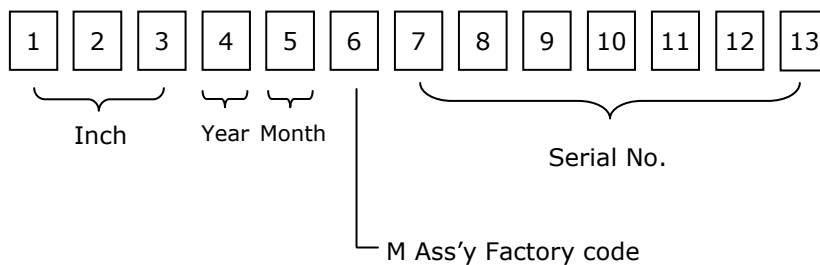 1 2 3 4 5 6 7 8 9 10 11 12 13
Inch Year Month
Serial No.
M Ass’y Factory code